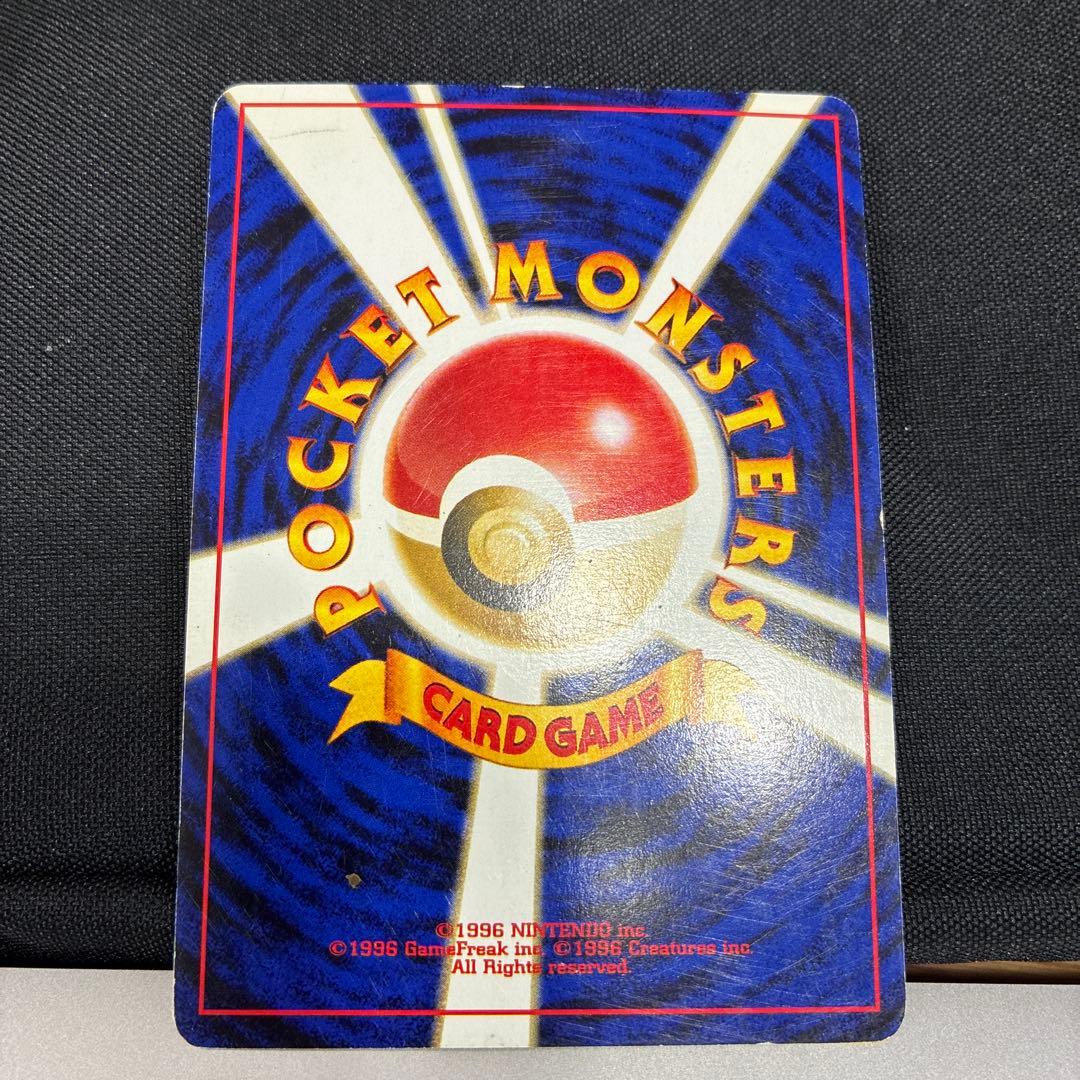 POCKET MONSTERS
CARD GAME
©1996 NINTENDO inc.
©1996 GameFreak inc. ©1996 Creatures inc.
All Rights reserved.